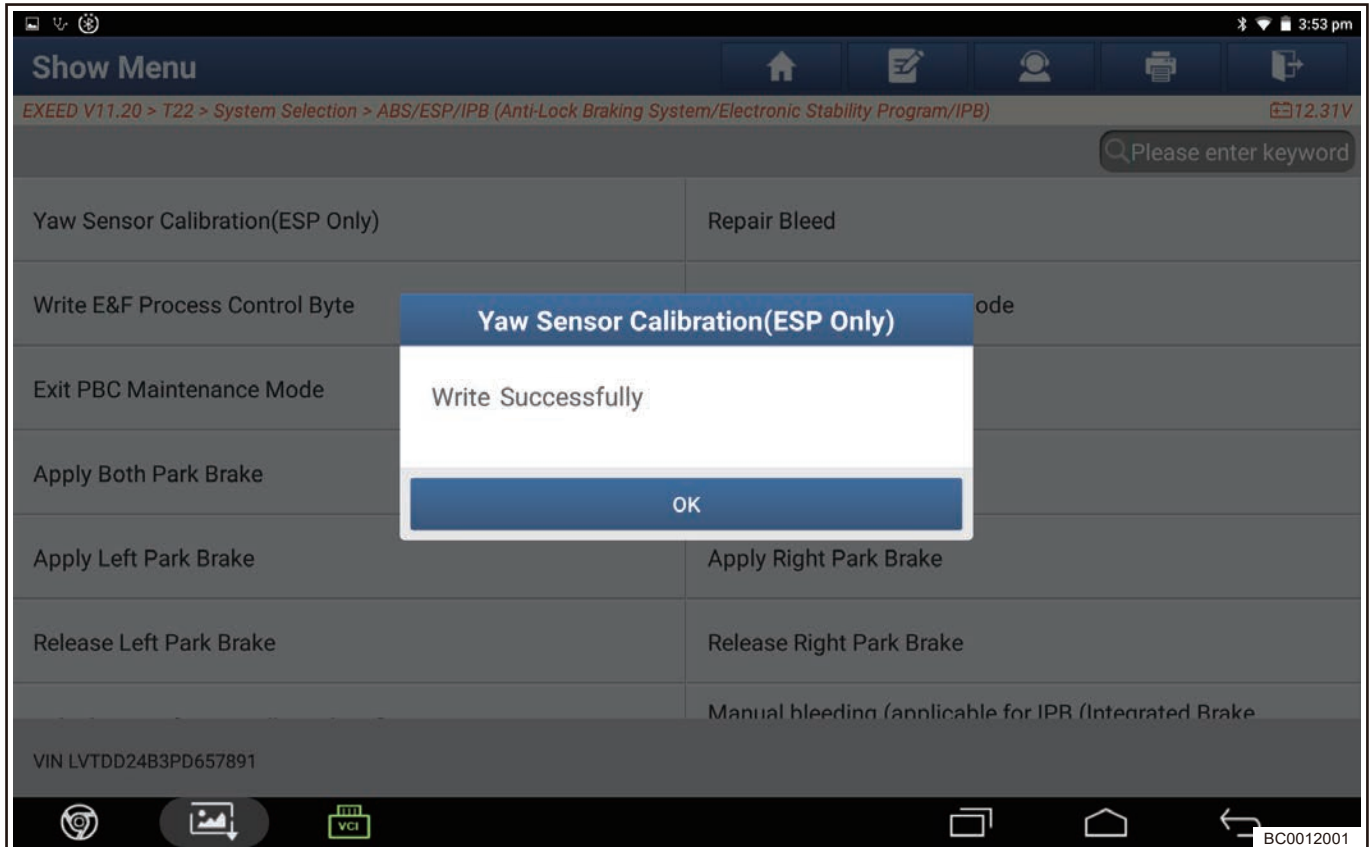 3:53 pm
Show Menu
EXEED V11.20 > T22 > System Selection > ABS/ESP/IPB (Anti-Lock Braking System/Electronic Stability Program/IPB)
12.31V
Please enter keyword
Yaw Sensor Calibration(ESP Only)
Repair Bleed
Write E&F Process Control Byte
ode
Yaw Sensor Calibration(ESP Only)
Write Successfully
OK
Exit PBC Maintenance Mode
Apply Both Park Brake
Apply Left Park Brake
Apply Right Park Brake
Release Left Park Brake
Release Right Park Brake
Manual bleeding (applicable for IPB (Integrated Brake
VIN LVTDD24B3PD657891
VCI
BC0012001